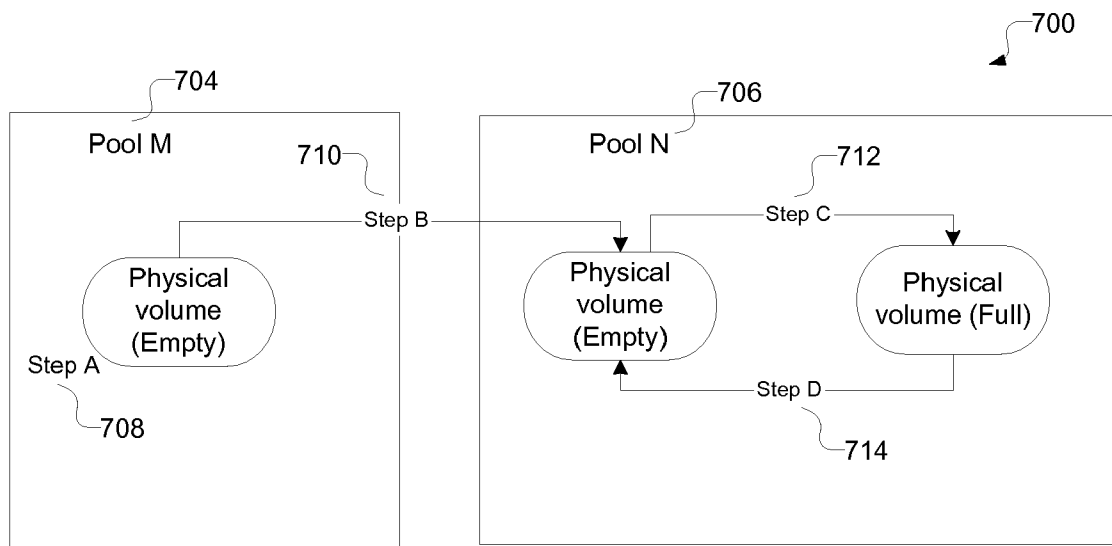 700
704
706
Pool M
Pool N
710
712
Step B
Step C
Physical
volume
(Empty)
Physical
volume
(Empty)
Physical
volume (Full)
Step A
Step D
708
714